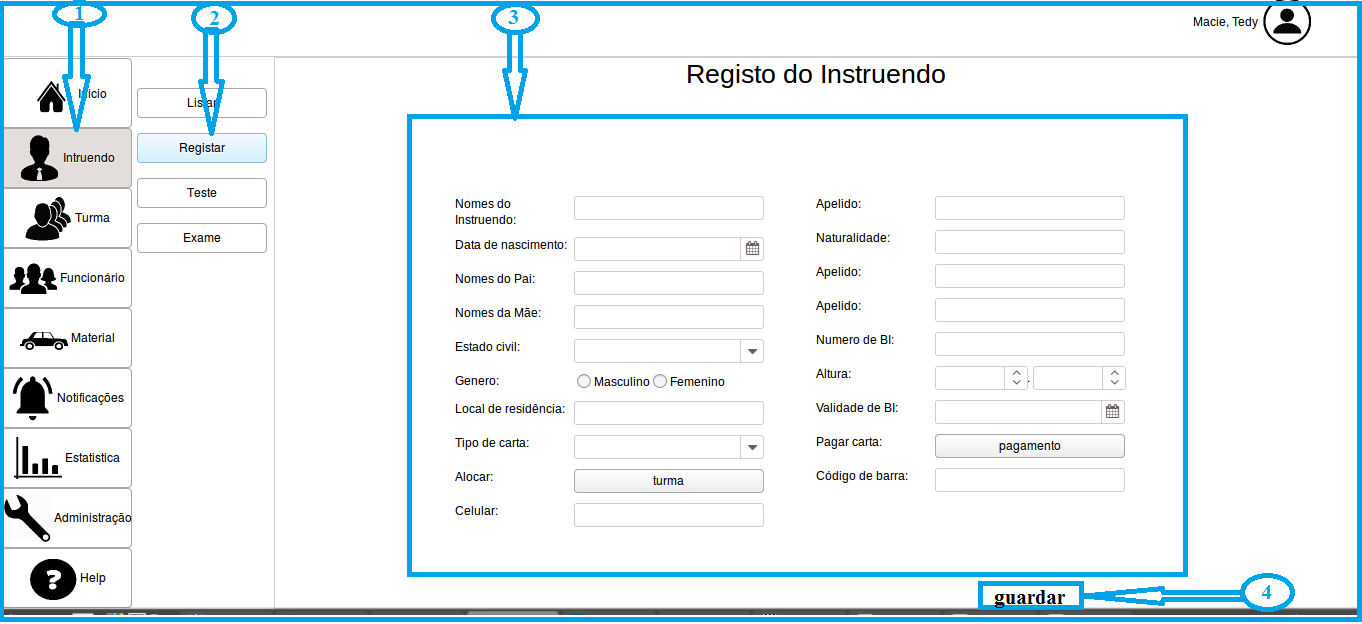 1
2
3
Macie, Tedy
Início
Intruendo
Turma
Funcionário
Material
Notificações
Estatistica
Administração
Help
Listar
Registar
Teste
Exame
Registo do Instruendo
Nomes do
Instruendo:
Data de nascimento:
Nomes do Pai:
Nomes da Mãe:
Estado civil:
Genero:
Masculino
Femenino
Local de residência:
Tipo de carta:
Alocar:
turma
Celular:
Apelido:
Naturalidade:
Apelido:
Apelido:
Numero de BI:
Altura:
.
Validade de BI:
Pagar carta:
pagamento
Código de barra:
guardar
4